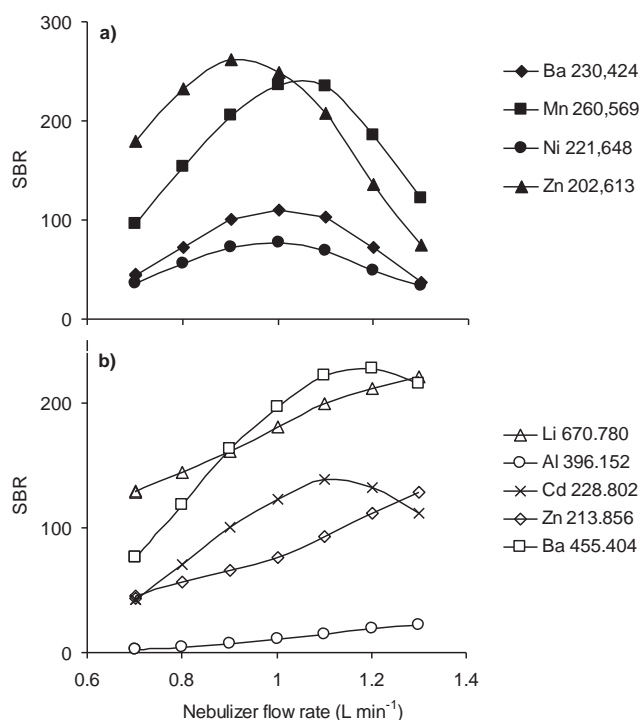 300
a)
200
SBR
100
0
Ba 230,424
Mn 260,569
Ni 221,648
Zn 202,613
b)
200
SBR
100
0
0.6 0.8 1 1.2 1.4
Nebulizer flow rate (L min⁻¹)
Li 670.780
Al 396.152
Cd 228.802
Zn 213.856
Ba 455.404